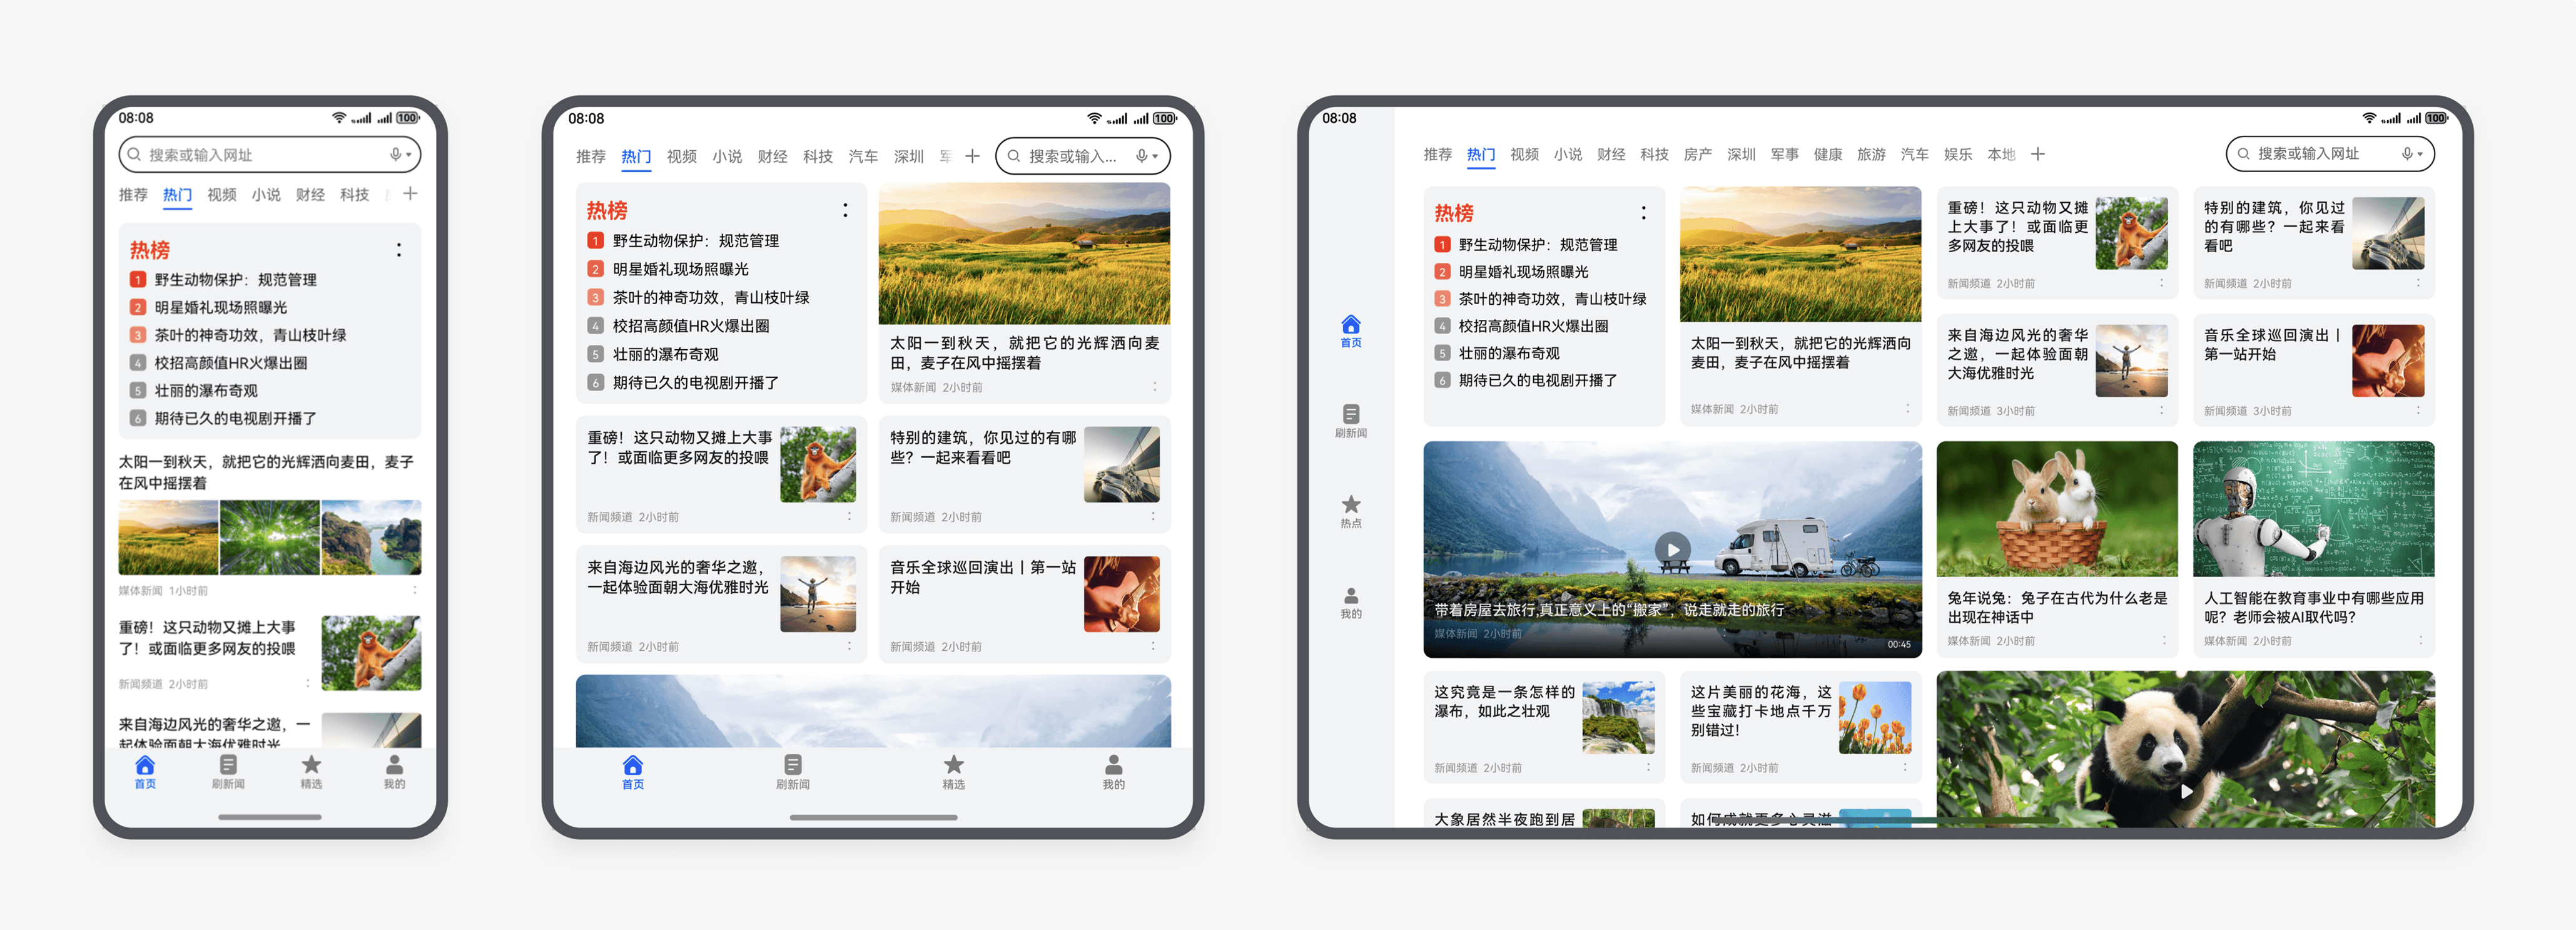 08:08
100
搜索或输入网址
推荐 热门 视频 小说 财经 科技
热榜
1 野生动物保护：规范管理
2 明星婚礼现场照曝光
3 茶叶的神奇功效，青山枝叶绿
4 校招高颜值HR火爆出圈
5 壮丽的瀑布奇观
6 期待已久的电视剧开播了
太阳一到秋天，就把它的光辉洒向麦田，麦子
在风中摇摆着
媒体新闻 1小时前
重磅！这只动物又摊上大事
了！或面临更多网友的投喂
新闻频道 2小时前
来自海边风光的奢华之邀，一
起体验面朝大海优雅时光
首页 刷新闻 精选 我的
08:08
100
推荐 热门 视频 小说 财经 科技 汽车 深圳 军
搜索或输入...
热榜
1 野生动物保护：规范管理
2 明星婚礼现场照曝光
3 茶叶的神奇功效，青山枝叶绿
4 校招高颜值HR火爆出圈
5 壮丽的瀑布奇观
6 期待已久的电视剧开播了
太阳一到秋天，就把它的光辉洒向麦
田，麦子在风中摇摆着
媒体新闻 2小时前
重磅！这只动物又摊上大事
了！或面临更多网友的投喂
新闻频道 2小时前
特别的建筑，你见过的有哪
些？一起来看看吧
新闻频道 2小时前
来自海边风光的奢华之邀，
一起体验面朝大海优雅时光
新闻频道 2小时前
音乐全球巡回演出丨第一站
开始
新闻频道 2小时前
首页 刷新闻 精选 我的
08:08
100
首页
刷新闻
热点
我的
推荐 热门 视频 小说 财经 科技 房产 深圳 军事 健康 旅游 汽车 娱乐 本地
搜索或输入网址
热榜
1 野生动物保护：规范管理
2 明星婚礼现场照曝光
3 茶叶的神奇功效，青山枝叶绿
4 校招高颜值HR火爆出圈
5 壮丽的瀑布奇观
6 期待已久的电视剧开播了
太阳一到秋天，就把它的光辉洒向
麦田，麦子在风中摇摆着
媒体新闻 2小时前
重磅！这只动物又摊
上大事了！或面临更
多网友的投喂
新闻频道 2小时前
特别的建筑，你见过
的有哪些？一起来看
看吧
新闻频道 2小时前
来自海边风光的奢华
之邀，一起体验面朝
大海优雅时光
新闻频道 3小时前
音乐全球巡回演出丨
第一站开始
新闻频道 3小时前
带着房屋去旅行,真正意义上的“搬家”，说走就走的旅行
媒体新闻 2小时前
00:45
兔年说兔：兔子在古代为什么老是
出现在神话中
媒体新闻 2小时前
人工智能在教育事业中有哪些应用
呢？老师会被AI取代吗？
媒体新闻 2小时前
这究竟是一条怎样的
瀑布，如此之壮观
新闻频道 2小时前
这片美丽的花海，这
些宝藏打卡地点千万
别错过！
新闻频道 2小时前
大象居然半夜跑到居
如何成就更多心灵滋